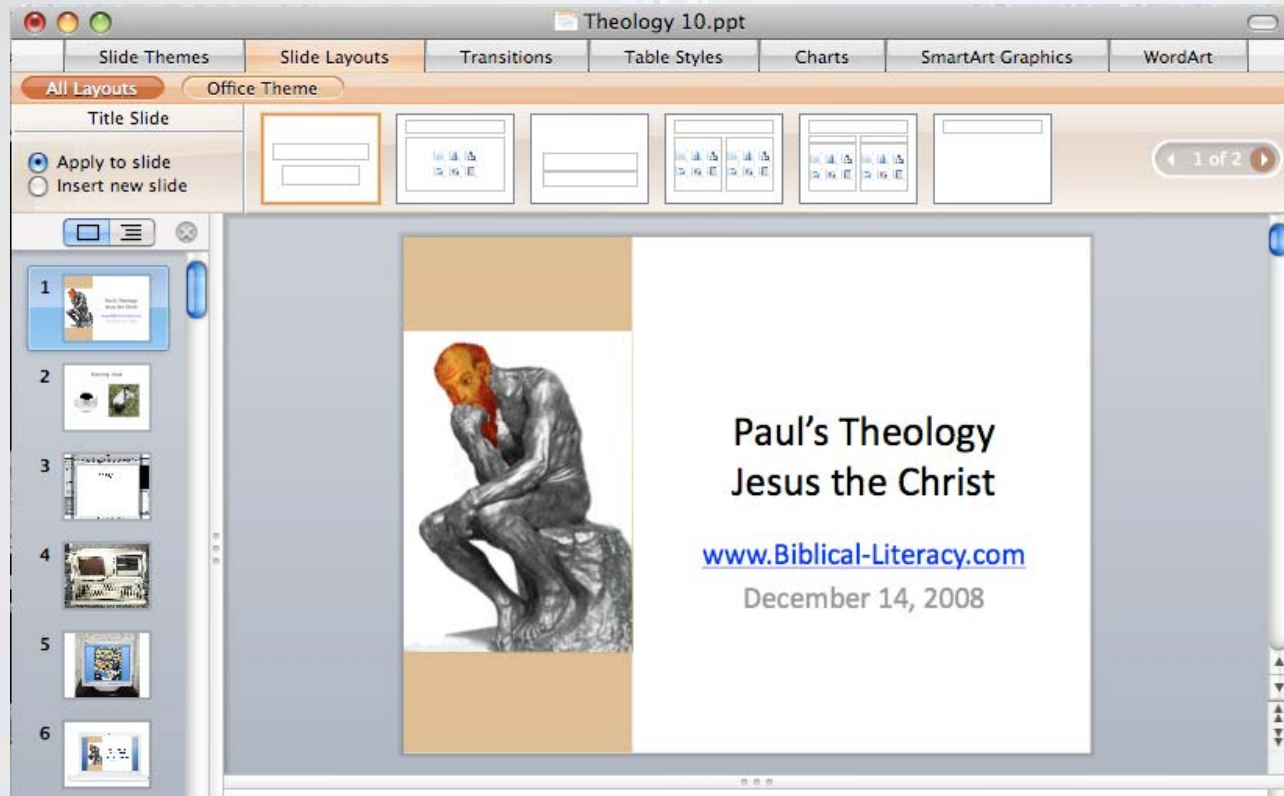 Theology 10.ppt
Slide Themes
Slide Layouts
Transitions
Table Styles
Charts
SmartArt Graphics
WordArt
All Layouts
Office Theme
Title Slide
Apply to slide
Insert new slide
1 of 2
1
2
3
4
5
6
Paul's Theology
Jesus the Christ
www.Biblical-Literacy.com
December 14, 2008